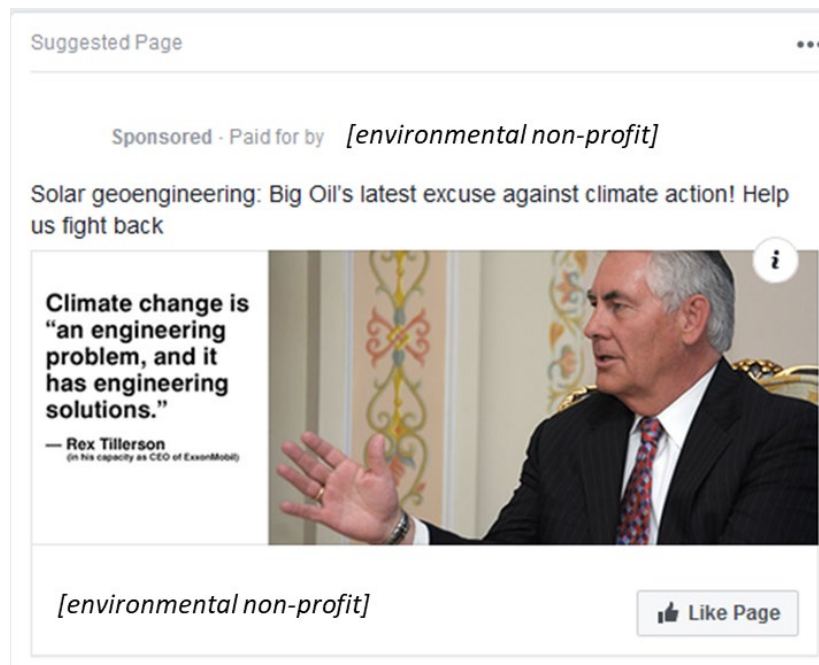 Suggested Page
Sponsored · Paid for by [environmental non-profit]
Solar geoengineering: Big Oil's latest excuse against climate action! Help
us fight back
Climate change is
“an engineering
problem, and it
has engineering
solutions.”
— Rex Tillerson
(in his capacity as CEO of ExxonMobil)
[environmental non-profit]
Like Page